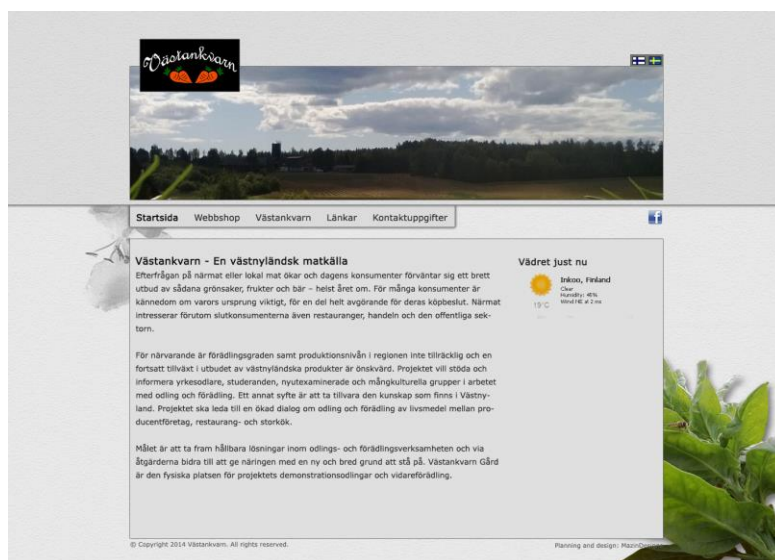 Västankvarn
Startsida Webbshop Västankvarn Länkar Kontaktuppgifter
Västankvarn - En västnyländsk matkälla
Efterfrågan på närmat eller lokal mat ökar och dagens konsumenter förväntar sig ett brett
utbud av sådana grönsaker, frukter och bär – helst året om. För många konsumenter är
kännedom om varors ursprung viktigt, för en del helt avgörande för deras köpbeslut. Närmat
intresserar förutom slutkonsumenterna även restauranger, handeln och den offentliga sek-
torn.
För närvarande är förädlingsgraden samt produktionsnivån i regionen inte tillräcklig och en
fortsatt tillväxt i utbudet av västnyländska produkter är önskvärd. Projektet vill stöda och
informera yrkesodlare, studeranden, nyutexaminerade och mångkulturella grupper i arbetet
med odling och förädling. Ett annat syfte är att ta tillvara den kunskap som finns i Västny-
land. Projektet ska leda till en ökad dialog om odling och förädling av livsmedel mellan pro-
ducentföretag, restaurang- och storkök.
Målet är att ta fram hållbara lösningar inom odlings- och förädlingsverksamheten och via
åtgärderna bidra till att ge näringen med en ny och bred grund att stå på. Västankvarn Gård
är den fysiska platsen för projektets demonstrationsodlingar och vidareförädling.
Vädret just nu
Inkoo, Finland
Clear
Humidity: 48%
Wind: NE at 2 ms
19°C
© Copyright 2014 Västankvarn. All rights reserved.
Planning and design: